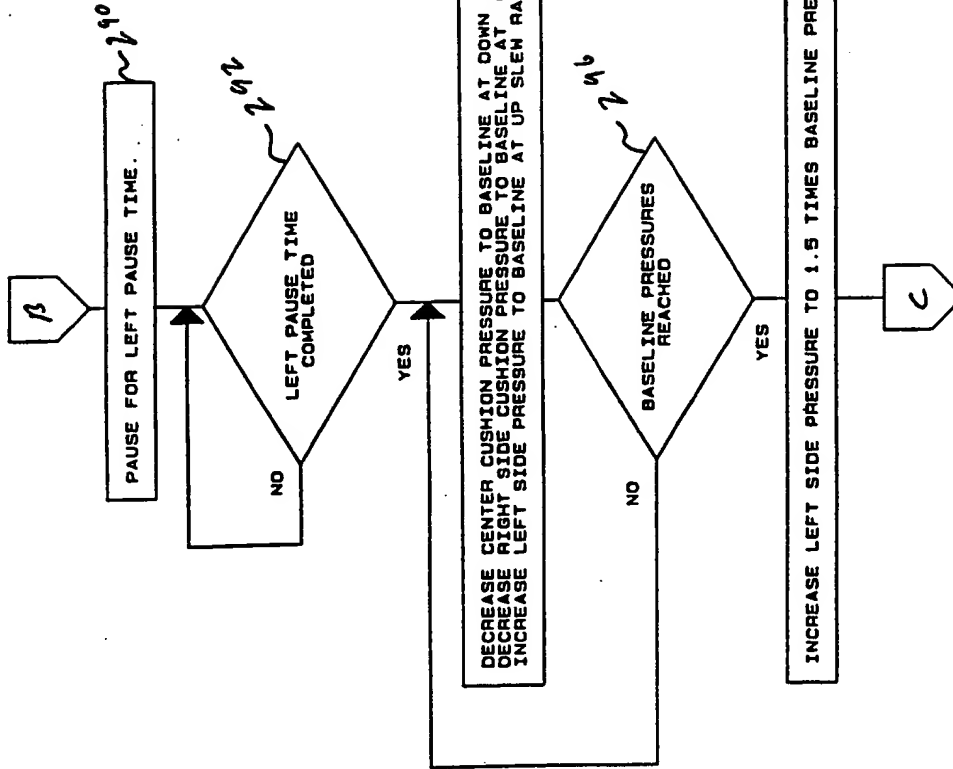 B
PAUSE FOR LEFT PAUSE TIME.
290
LEFT PAUSE TIME
COMPLETED
292
NO
YES
DECREASE CENTER CUSHION PRESSURE TO BASELINE AT DOWN
DECREASE RIGHT SIDE CUSHION PRESSURE TO BASELINE AT
INCREASE LEFT SIDE PRESSURE TO BASELINE AT UP SLEW RA
BASELINE PRESSURES
REACHED
296
NO
YES
INCREASE LEFT SIDE PRESSURE TO 1.5 TIMES BASELINE PRE
C